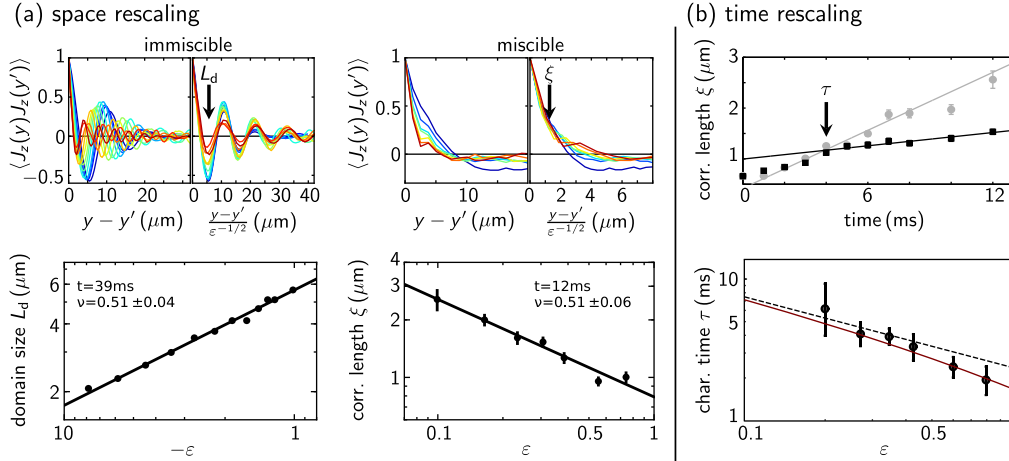 (a) space rescaling
immiscible
miscible
⟨J_z(y)J_z(y′)⟩
1
0.5
0
−0.5
0 10 20 30
0 10 20 30 40
L_d
y − y′ (μm)
y−y′ / ε^{−1/2} (μm)
⟨J_z(y)J_z(y′)⟩
1
0.5
0
0 10
0 2 4 6
ξ
y − y′ (μm)
y−y′ / ε^{−1/2} (μm)
domain size L_d (μm)
6
4
2
t=39ms
ν=0.51 ±0.04
10 1
−ε
corr. length ξ (μm)
3
2
1
t=12ms
ν=0.51 ±0.06
0.1 0.5 1
ε
(b) time rescaling
corr. length ξ (μm)
3
2
1
τ
0 6 12
time (ms)
char. time τ (ms)
10
5
1
0.1 0.5
ε